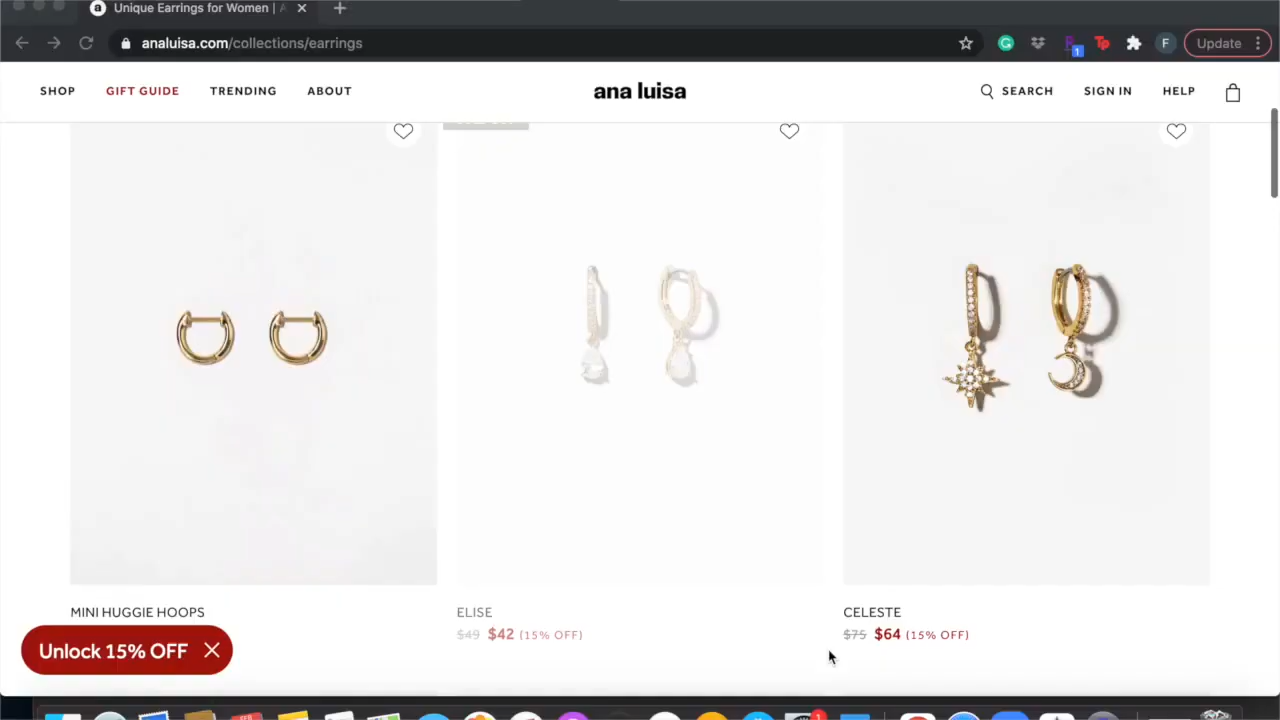 Unique Earrings for Women |
analuisa.com/collections/earrings
Update
SHOP GIFT GUIDE TRENDING ABOUT ana luisa SEARCH SIGN IN HELP
MINI HUGGIE HOOPS ELISE CELESTE
$49 $42 (15% OFF) $75 $64 (15% OFF)
Unlock 15% OFF